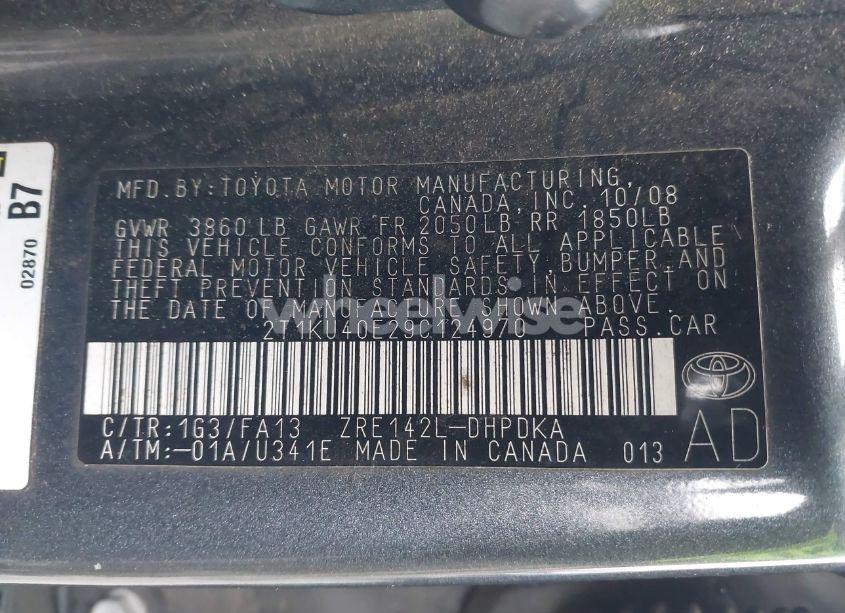 MFD.BY:TOYOTA MOTOR MANUFACTURING,
CANADA,INC. 10/08
GVWR 3860 LB GAWR FR 2050LB RR 1850LB
THIS VEHICLE CONFORMS TO ALL APPLICABLE
FEDERAL MOTOR VEHICLE SAFETY,BUMPER,AND
THEFT PREVENTION STANDARDS IN EFFECT ON
THE DATE OF MANUFACTURE SHOWN ABOVE.
2T1KU40E29C124970 PASS.CAR
C/TR:1G3/FA13 ZRE142L-DHPDKA
A/TM:-01A/U341E MADE IN CANADA 013
AD
B7
02870
wheelwise